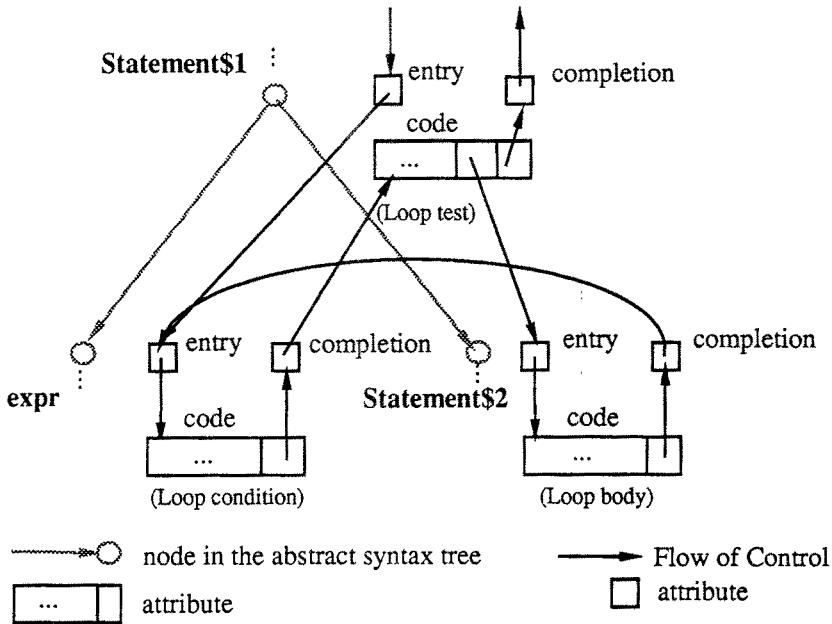 Statement$1
entry
completion
code
...
(Loop test)
entry
completion
entry
completion
expr
Statement$2
code
code
...
...
(Loop condition)
(Loop body)
node in the abstract syntax tree
Flow of Control
...
attribute
attribute